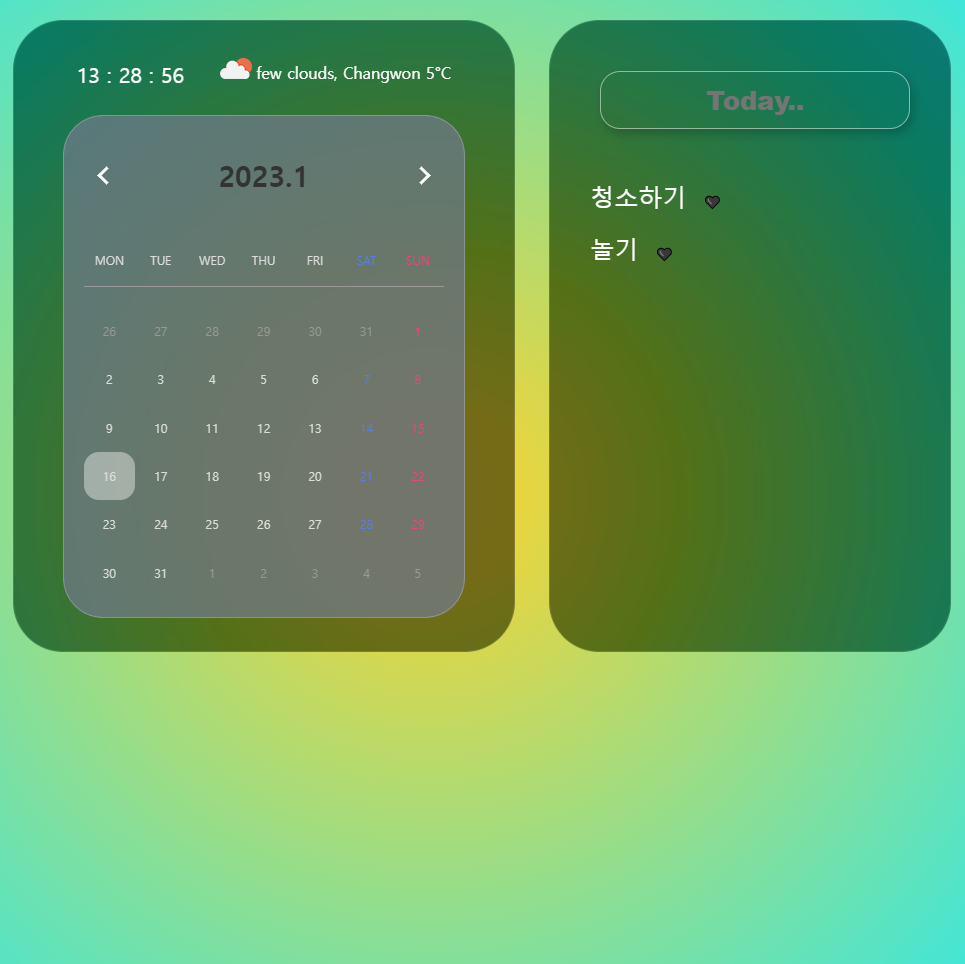 13 : 28 : 56
few clouds, Changwon 5°C
2023.1
MON TUE WED THU FRI SAT SUN
26 27 28 29 30 31 1
2 3 4 5 6 7 8
9 10 11 12 13 14 15
16 17 18 19 20 21 22
23 24 25 26 27 28 29
30 31 1 2 3 4 5
Today..
청소하기 🖤
놀기 🖤